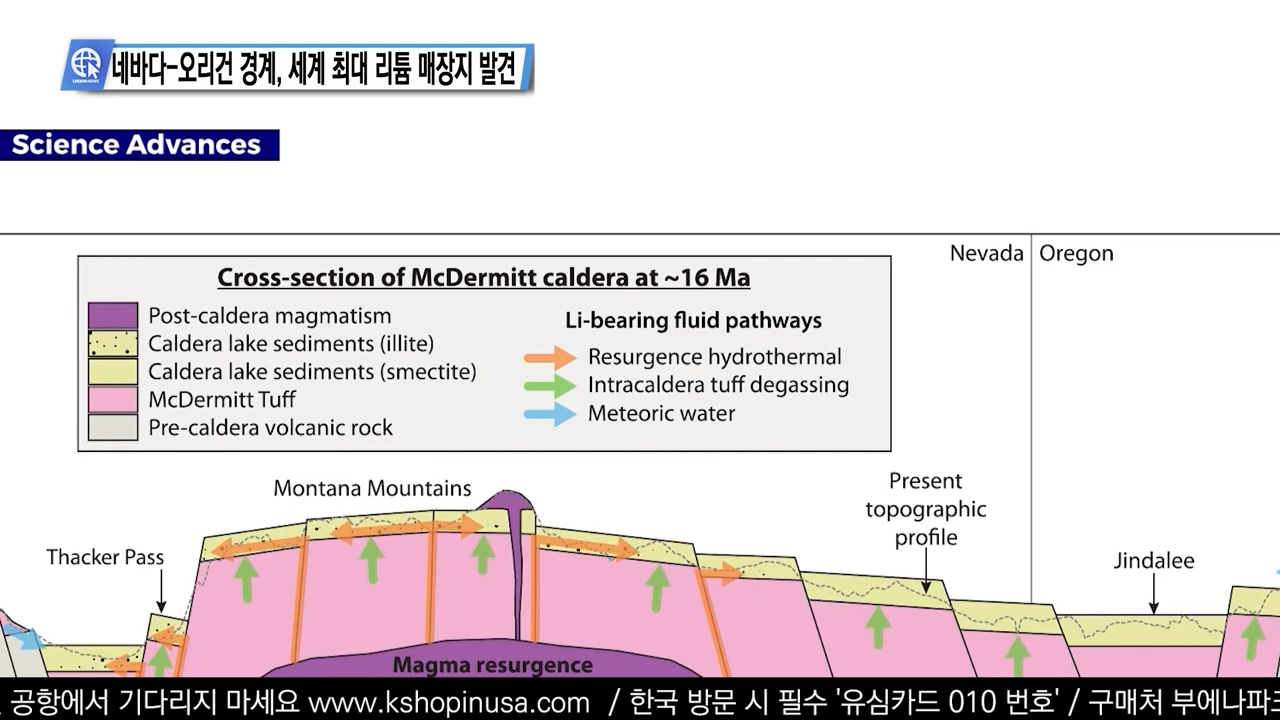 네바다-오리건 경계, 세계 최대 리튬 매장지 발견
Science Advances
Nevada
Oregon
Cross-section of McDermitt caldera at ~16 Ma
Post-caldera magmatism
Caldera lake sediments (illite)
Caldera lake sediments (smectite)
McDermitt Tuff
Pre-caldera volcanic rock
Li-bearing fluid pathways
Resurgence hydrothermal
Intracaldera tuff degassing
Meteoric water
Montana Mountains
Present
topographic
profile
Thacker Pass
Jindalee
Magma resurgence
공항에서 기다리지 마세요 www.kshopinusa.com / 한국 방문 시 필수 '유심카드 010 번호' / 구매처 부에나파크